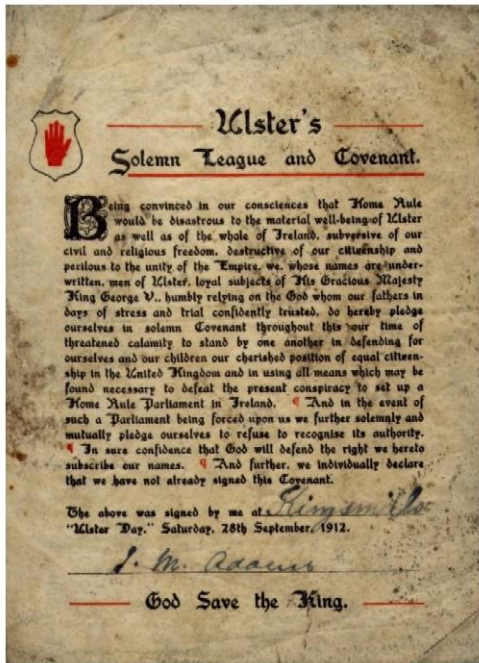 Ulster's
Solemn League and Covenant.
Being convinced in our consciences that Home Rule
would be disastrous to the material well-being of Ulster
as well as of the whole of Ireland, subversive of our
civil and religious freedom, destructive of our citizenship and
perilous to the unity of the Empire, we, whose names are under-
written, men of Ulster, loyal subjects of His Gracious Majesty
King George V., humbly relying on the God whom our fathers in
days of stress and trial confidently trusted, do hereby pledge
ourselves in solemn Covenant throughout this our time of
threatened calamity to stand by one another in defending for
ourselves and our children our cherished position of equal citizen-
ship in the United Kingdom and in using all means which may be
found necessary to defeat the present conspiracy to set up a
Home Rule Parliament in Ireland. ¶ And in the event of
such a Parliament being forced upon us we further solemnly and
mutually pledge ourselves to refuse to recognise its authority.
¶ In sure confidence that God will defend the right we hereto
subscribe our names. ¶ And further, we individually declare
that we have not already signed this Covenant.
The above was signed by me at Kingsmills
"Ulster Day," Saturday, 28th September, 1912.
J. M. Adams
God Save the King.